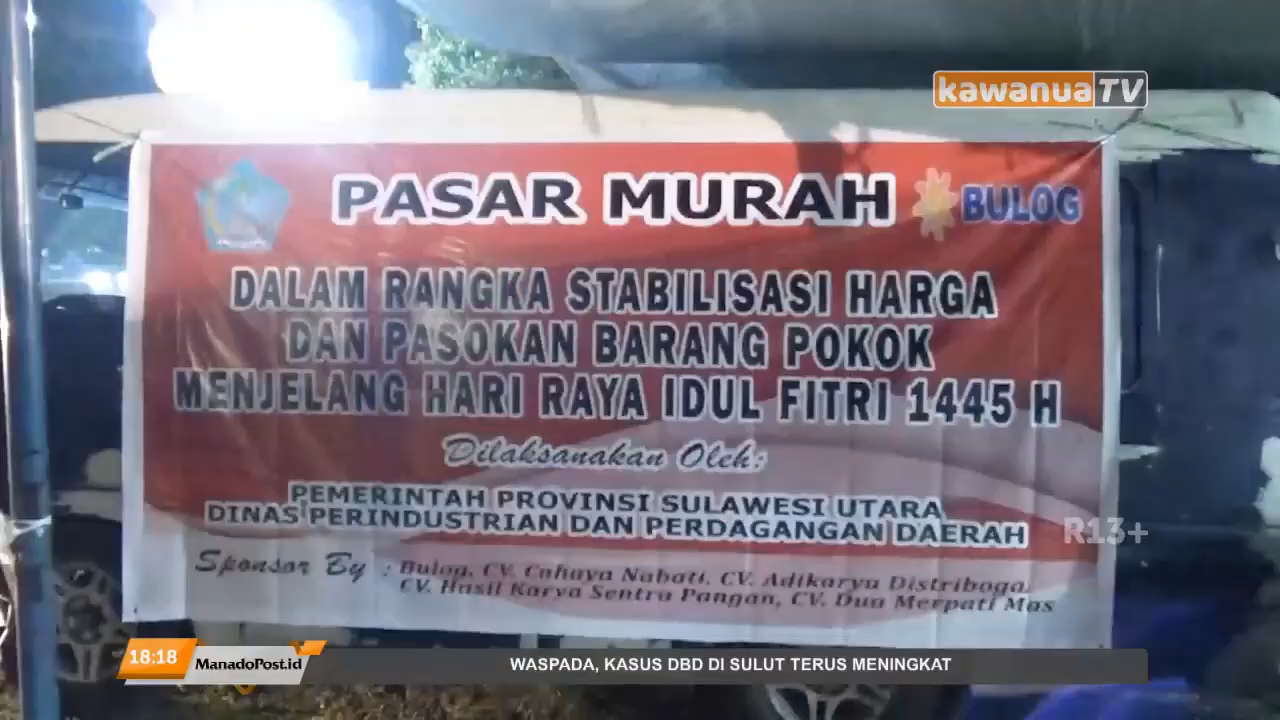 kawanuaTV
PASAR MURAH
BULOG
DALAM RANGKA STABILISASI HARGA
DAN PASOKAN BARANG POKOK
MENJELANG HARI RAYA IDUL FITRI 1445 H
Dilaksanakan Oleh:
PEMERINTAH PROVINSI SULAWESI UTARA
DINAS PERINDUSTRIAN DAN PERDAGANGAN DAERAH
R13+
Sponsor By : Bulog, CV. Cahaya Nabati, CV. Adikarya Distriboga,
CV. Hasil Karya Sentra Pangan, CV. Dua Merpati Mas
18:18
ManadoPost.id
WASPADA, KASUS DBD DI SULUT TERUS MENINGKAT